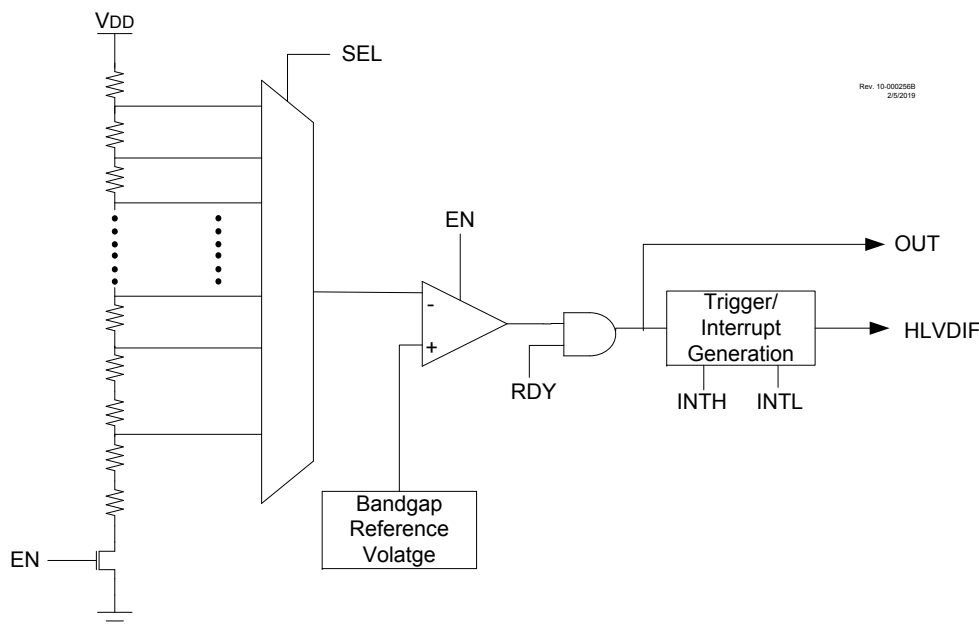 VDD
SEL
Rev. 10-000256B
2/5/2019
EN
OUT
-
+
Trigger/
Interrupt
Generation
HLVDIF
RDY
INTH
INTL
Bandgap
Reference
Volatge
EN